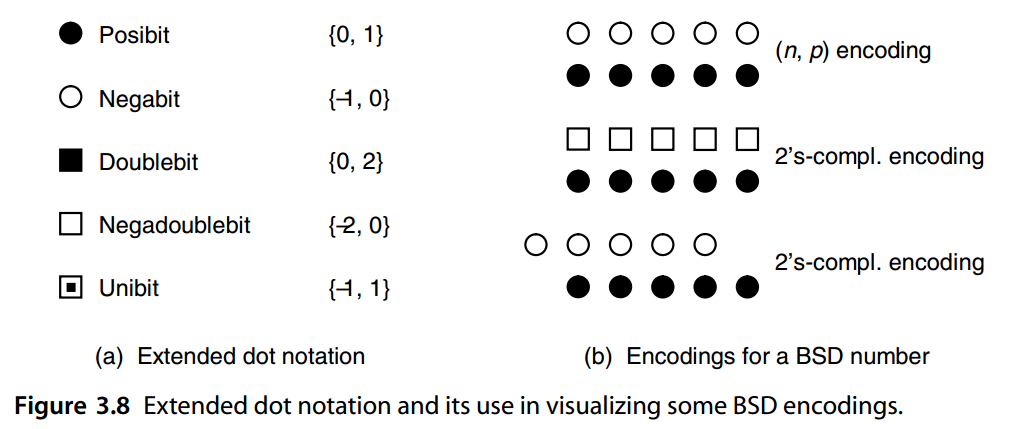 Posibit {0, 1}
Negabit {–1, 0}
Doublebit {0, 2}
Negadoublebit {–2, 0}
Unibit {–1, 1}
(a) Extended dot notation
(n, p) encoding
2's-compl. encoding
2's-compl. encoding
(b) Encodings for a BSD number
Figure 3.8 Extended dot notation and its use in visualizing some BSD encodings.